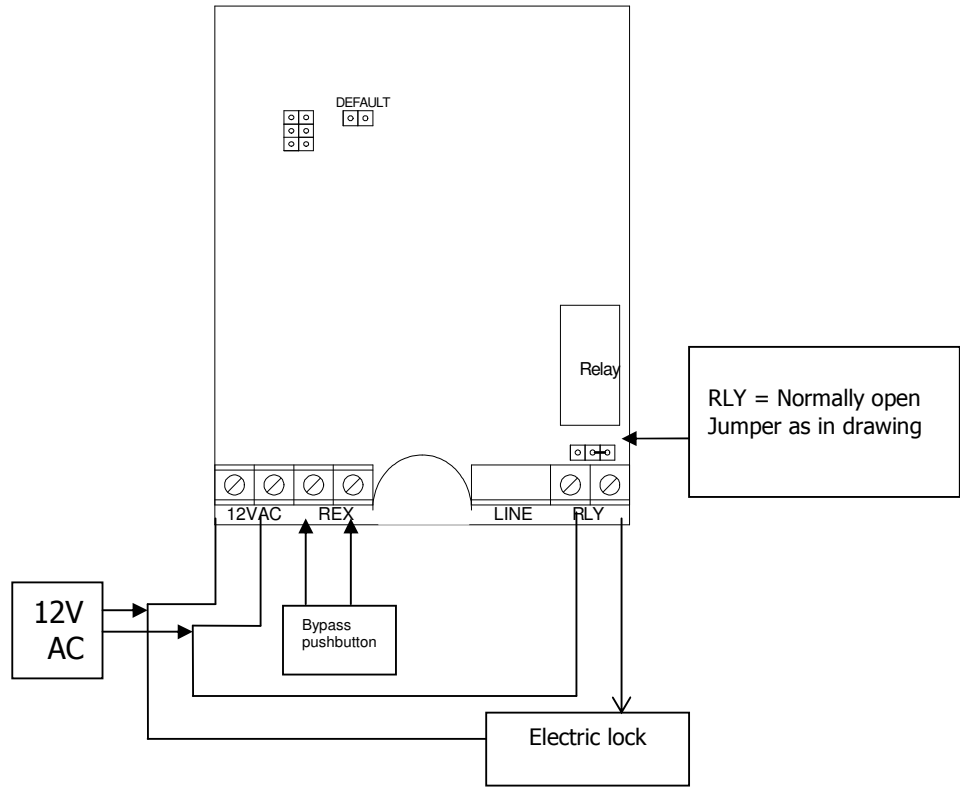 DEFAULT
Relay
RLY = Normally open
Jumper as in drawing
12VAC REX LINE RLY
12V
AC
Bypass
pushbutton
Electric lock